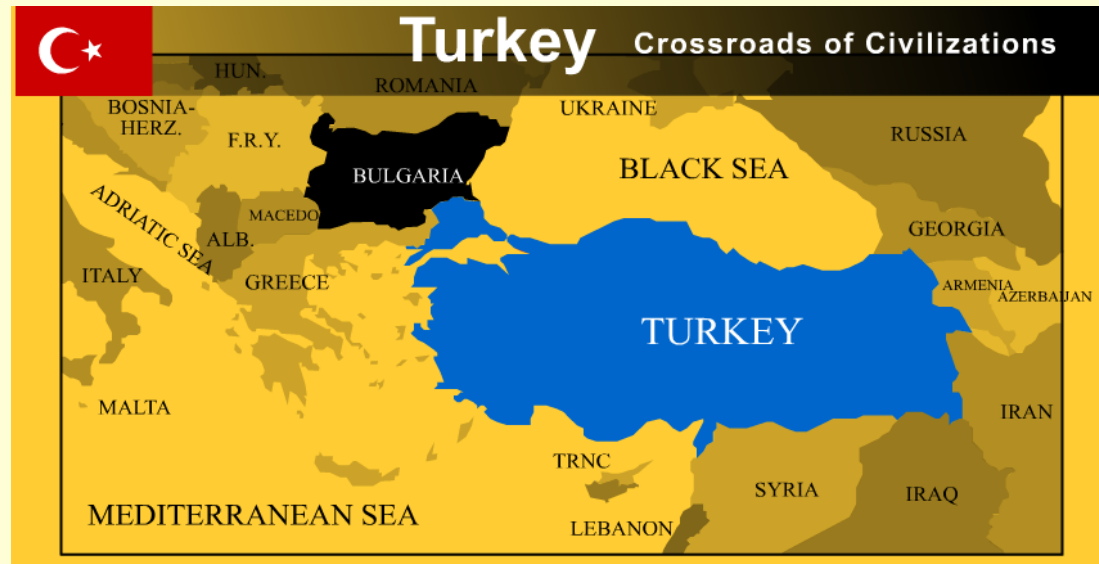 Turkey Crossroads of Civilizations
HUN.
ROMANIA
BOSNIA-
HERZ.
UKRAINE
F.R.Y.
RUSSIA
BULGARIA
BLACK SEA
ADRIATIC SEA
MACEDO
ALB.
GEORGIA
ITALY
GREECE
ARMENIA
AZERBAIJAN
TURKEY
MALTA
IRAN
TRNC
SYRIA
IRAQ
MEDITERRANEAN SEA
LEBANON